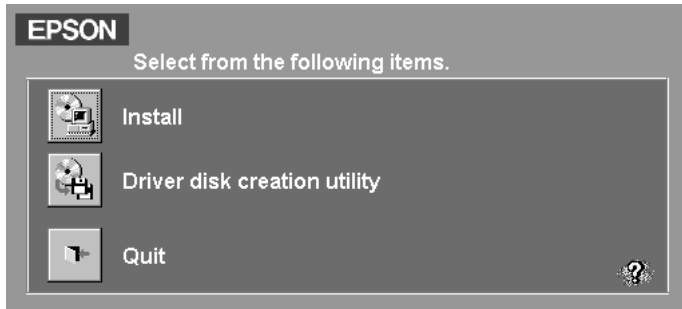 EPSON
Select from the following items.
Install
Driver disk creation utility
Quit
?